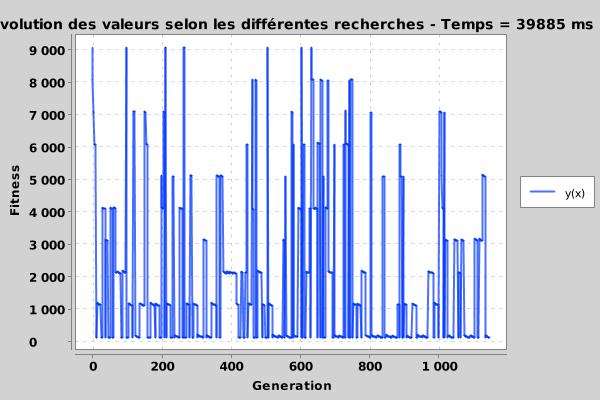 volution des valeurs selon les différentes recherches - Temps = 39885 ms
9 000
8 000
7 000
6 000
5 000
4 000
3 000
2 000
1 000
0
Fitness
0 200 400 600 800 1 000
Generation
y(x)